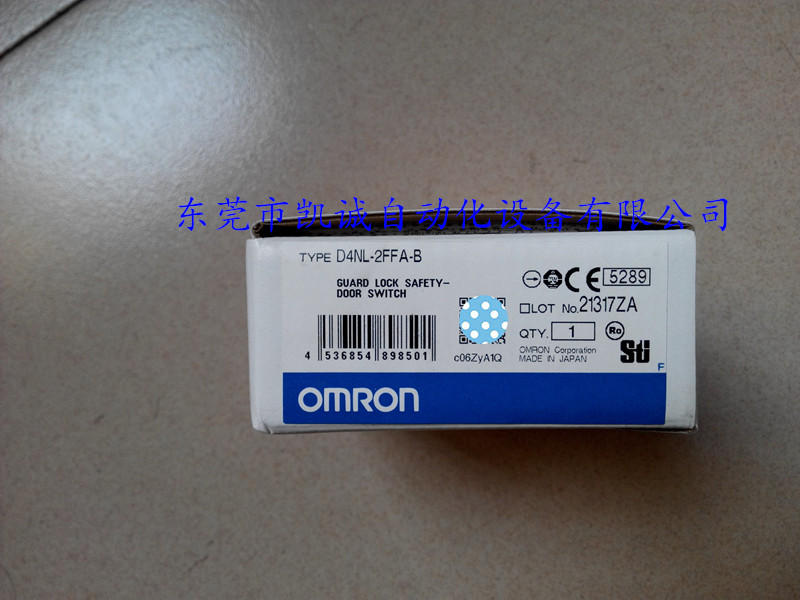 东莞市凯诚自动化设备有限公司
TYPE D4NL-2FFA-B
GUARD LOCK SAFETY-
DOOR SWITCH
CE 5289
LOT No. 21317ZA
QTY. 1
OMRON Corporation
MADE IN JAPAN
Sti
F
4 536854 898501
c06ZyA1Q
OMRON